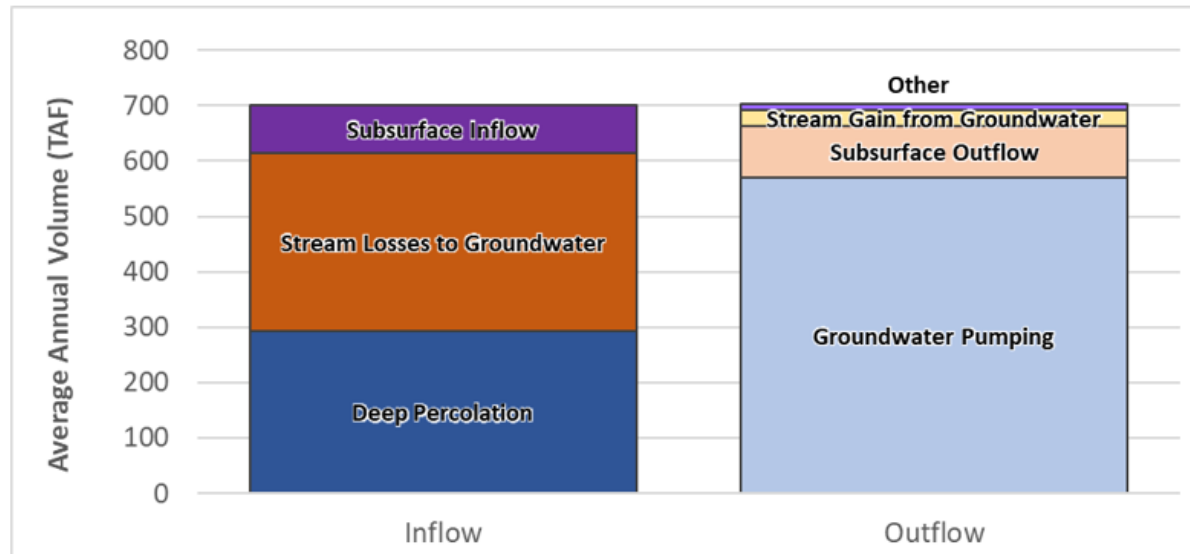 Average Annual Volume (TAF)
800
700
600
500
400
300
200
100
0
Subsurface Inflow
Stream Losses to Groundwater
Deep Percolation
Other
Stream Gain from Groundwater
Subsurface Outflow
Groundwater Pumping
Inflow
Outflow